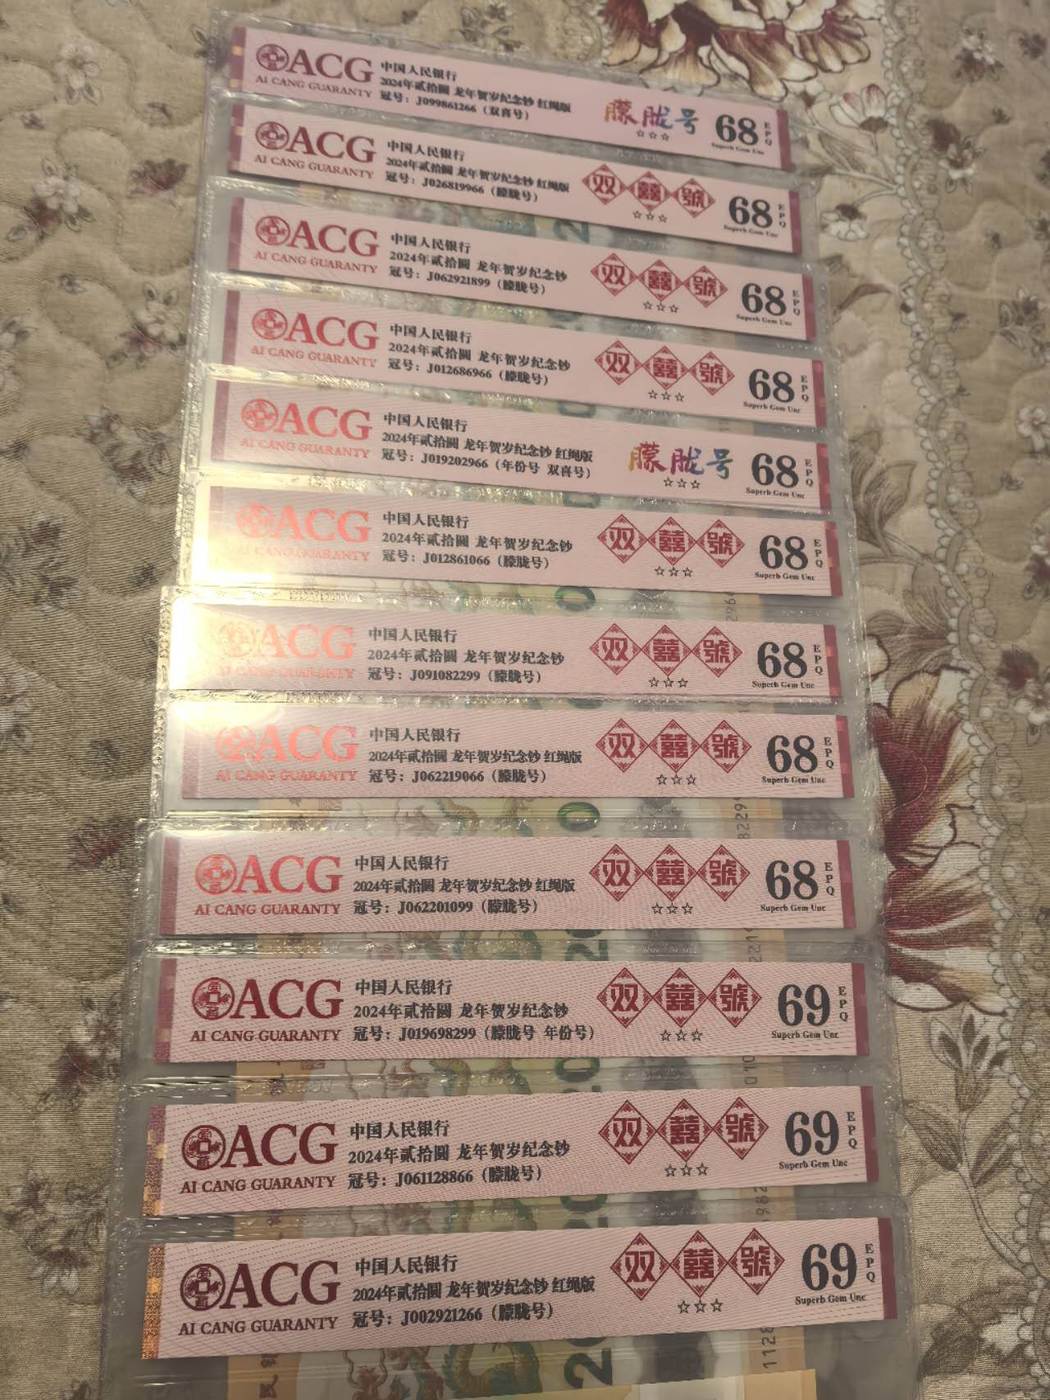 ACG
AI CANG GUARANTY
中国人民银行
2024年贰拾圆 龙年贺岁纪念钞 红绳版
冠号：J099861266（双喜号）
朦胧号
☆☆☆
68
EPQ
Superb Gem Unc
ACG
AI CANG GUARANTY
中国人民银行
2024年贰拾圆 龙年贺岁纪念钞 红绳版
冠号：J026819966（朦胧号）
双囍號
☆☆☆
68
EPQ
Superb Gem Unc
ACG
AI CANG GUARANTY
中国人民银行
2024年贰拾圆 龙年贺岁纪念钞
冠号：J062921899（朦胧号）
双囍號
☆☆☆
68
EPQ
Superb Gem Unc
ACG
AI CANG GUARANTY
中国人民银行
2024年贰拾圆 龙年贺岁纪念钞
冠号：J012686966（朦胧号）
双囍號
☆☆☆
68
EPQ
Superb Gem Unc
ACG
AI CANG GUARANTY
中国人民银行
2024年贰拾圆 龙年贺岁纪念钞 红绳版
冠号：J019202966（年份号 双喜号）
朦胧号
☆☆☆
68
EPQ
Superb Gem Unc
ACG
AI CANG GUARANTY
中国人民银行
2024年贰拾圆 龙年贺岁纪念钞
冠号：J012861066（朦胧号）
双囍號
☆☆☆
68
EPQ
Superb Gem Unc
ACG
AI CANG GUARANTY
中国人民银行
2024年贰拾圆 龙年贺岁纪念钞
冠号：J091082299（朦胧号）
双囍號
☆☆☆
68
EPQ
Superb Gem Unc
ACG
AI CANG GUARANTY
中国人民银行
2024年贰拾圆 龙年贺岁纪念钞 红绳版
冠号：J062219066（朦胧号）
双囍號
☆☆☆
68
EPQ
Superb Gem Unc
ACG
AI CANG GUARANTY
中国人民银行
2024年贰拾圆 龙年贺岁纪念钞 红绳版
冠号：J062201099（朦胧号）
双囍號
☆☆☆
68
EPQ
Superb Gem Unc
ACG
AI CANG GUARANTY
中国人民银行
2024年贰拾圆 龙年贺岁纪念钞
冠号：J019698299（朦胧号 年份号）
双囍號
☆☆☆
69
EPQ
Superb Gem Unc
ACG
AI CANG GUARANTY
中国人民银行
2024年贰拾圆 龙年贺岁纪念钞
冠号：J061128866（朦胧号）
双囍號
☆☆☆
69
EPQ
Superb Gem Unc
ACG
AI CANG GUARANTY
中国人民银行
2024年贰拾圆 龙年贺岁纪念钞 红绳版
冠号：J002921266（朦胧号）
双囍號
☆☆☆
69
EPQ
Superb Gem Unc